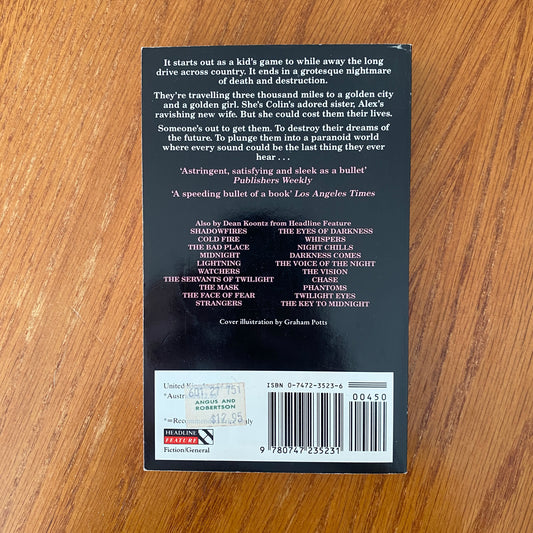 It starts out as a kid's game to while away the long
drive across country. It ends in a grotesque nightmare
of death and destruction.
They're travelling three thousand miles to a golden city
and a golden girl. She's Colin's adored sister, Alex's
ravishing new wife. But she could cost them their lives.
Someone's out to get them. To destroy their dreams of
the future. To plunge them into a paranoid world
where every sound could be the last thing they ever
hear . . .
'Astringent, satisfying and sleek as a bullet'
Publishers Weekly
'A speeding bullet of a book' Los Angeles Times
Also by Dean Koontz from Headline Feature
SHADOWFIRES THE EYES OF DARKNESS
COLD FIRE WHISPERS
THE BAD PLACE NIGHT CHILLS
MIDNIGHT DARKNESS COMES
LIGHTNING THE VOICE OF THE NIGHT
WATCHERS THE VISION
THE SERVANTS OF TWILIGHT CHASE
THE MASK PHANTOMS
THE FACE OF FEAR TWILIGHT EYES
STRANGERS THE KEY TO MIDNIGHT
Cover illustration by Graham Potts
United
*Austra
ANGUS AND
ROBERTSON
$12.95
*=Recommen only
HEADLINE
FEATURE
Fiction/General
ISBN 0-7472-3523-6
00450
9 780747 235231